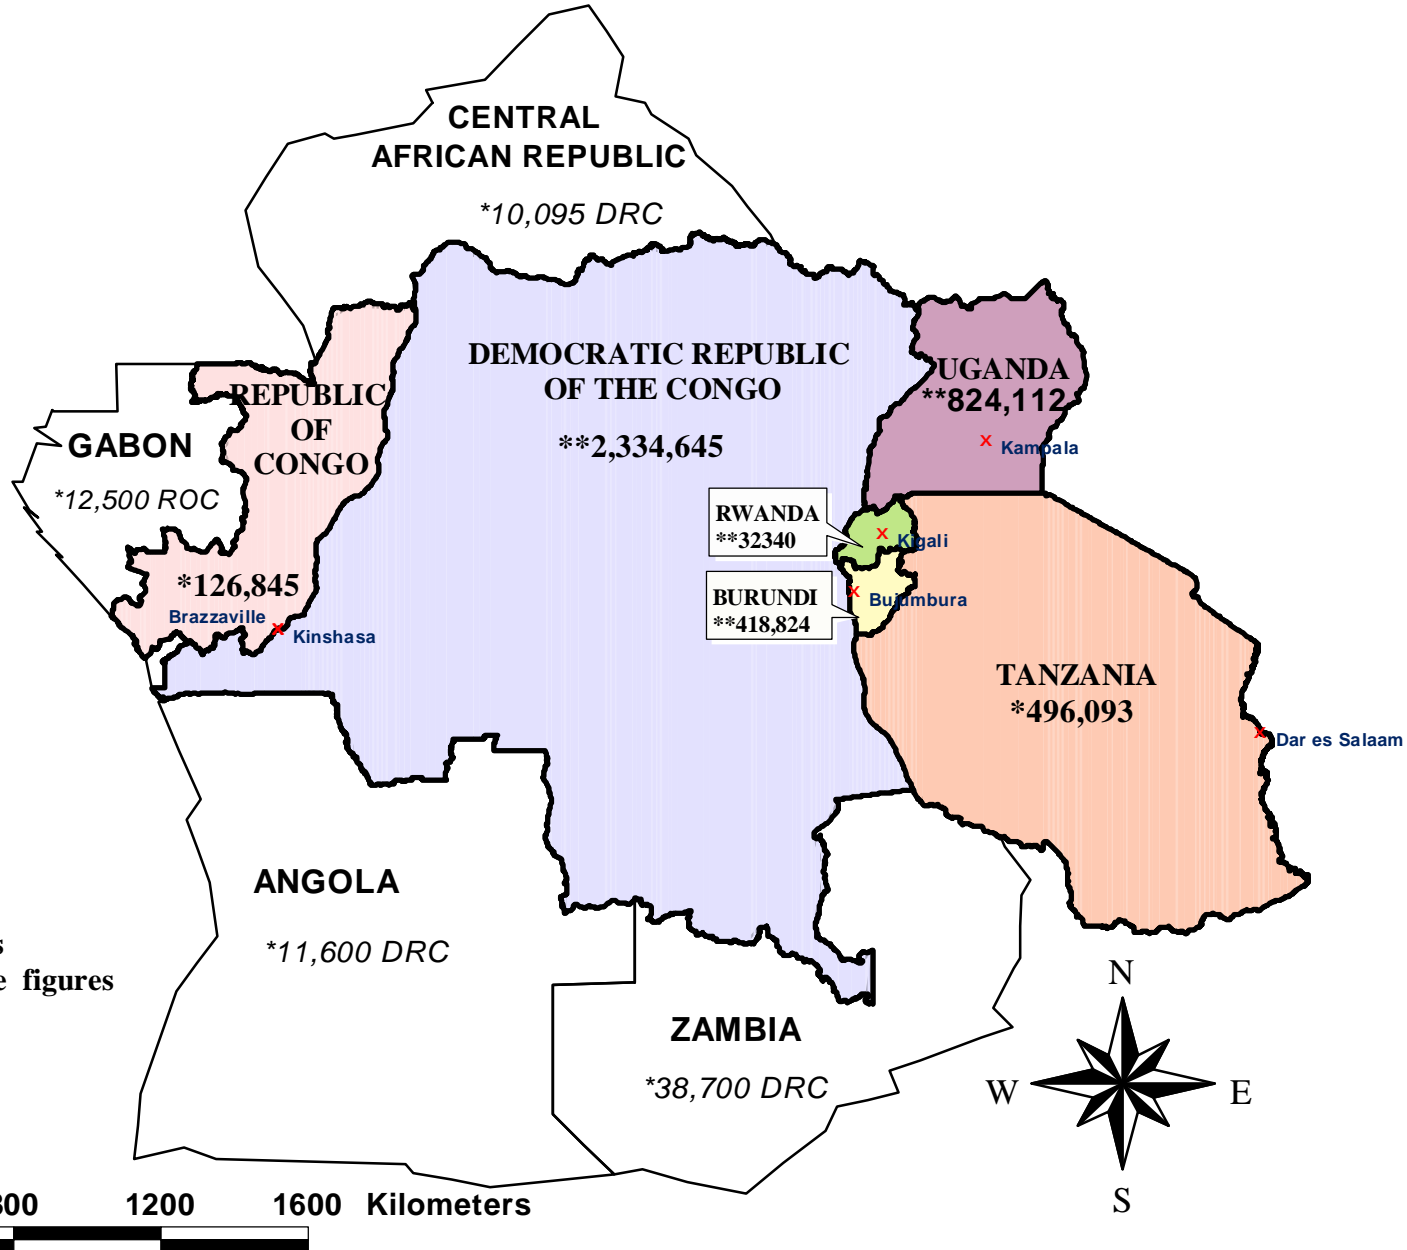 CENTRAL
AFRICAN REPUBLIC
*10,095 DRC
DEMOCRATIC REPUBLIC
OF THE CONGO
**2,334,645
UGANDA
**824,112
Kampala
REPUBLIC
OF
CONGO
*126,845
GABON
*12,500 ROC
RWANDA
**32340
Kigali
BURUNDI
**418,824
Bujumbura
Brazzaville
Kinshasa
TANZANIA
*496,093
Dar es Salaam
ANGOLA
*11,600 DRC
figures
ZAMBIA
*38,700 DRC
N
W
E
S
1200
1600 Kilometers